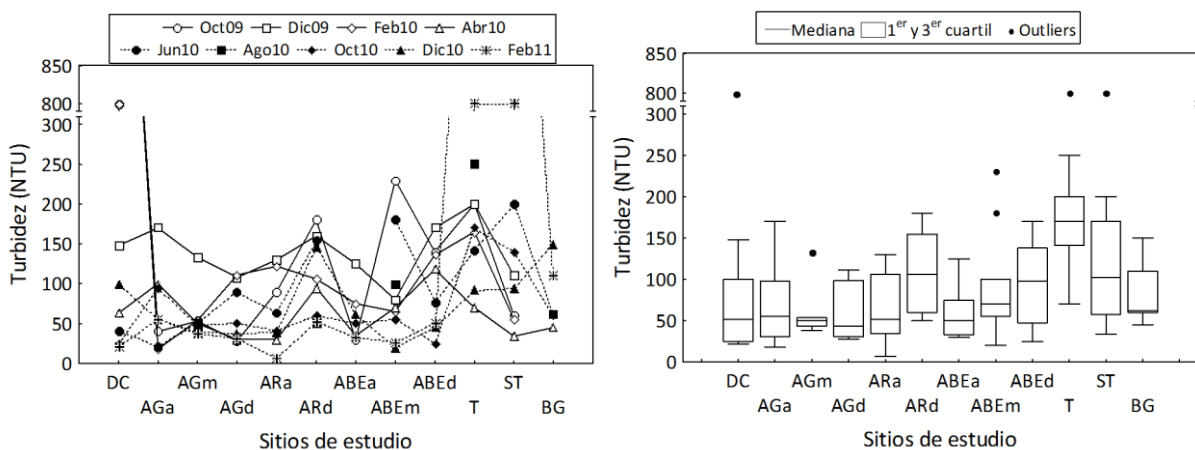 Oct09 Dic09 Feb10 Abr10
Jun10 Ago10 Oct10 Dic10 Feb11
850
800
300
250
200
150
100
50
0
Turbidez (NTU)
DC AGm ARa ABEa ABEd ST
AGa AGd ARd ABEm T BG
Sitios de estudio
Mediana 1er y 3er cuartil Outliers
850
800
300
250
200
150
100
50
0
Turbidez (NTU)
DC AGm ARa ABEa ABEd ST
AGa AGd ARd ABEm T BG
Sitios de estudio